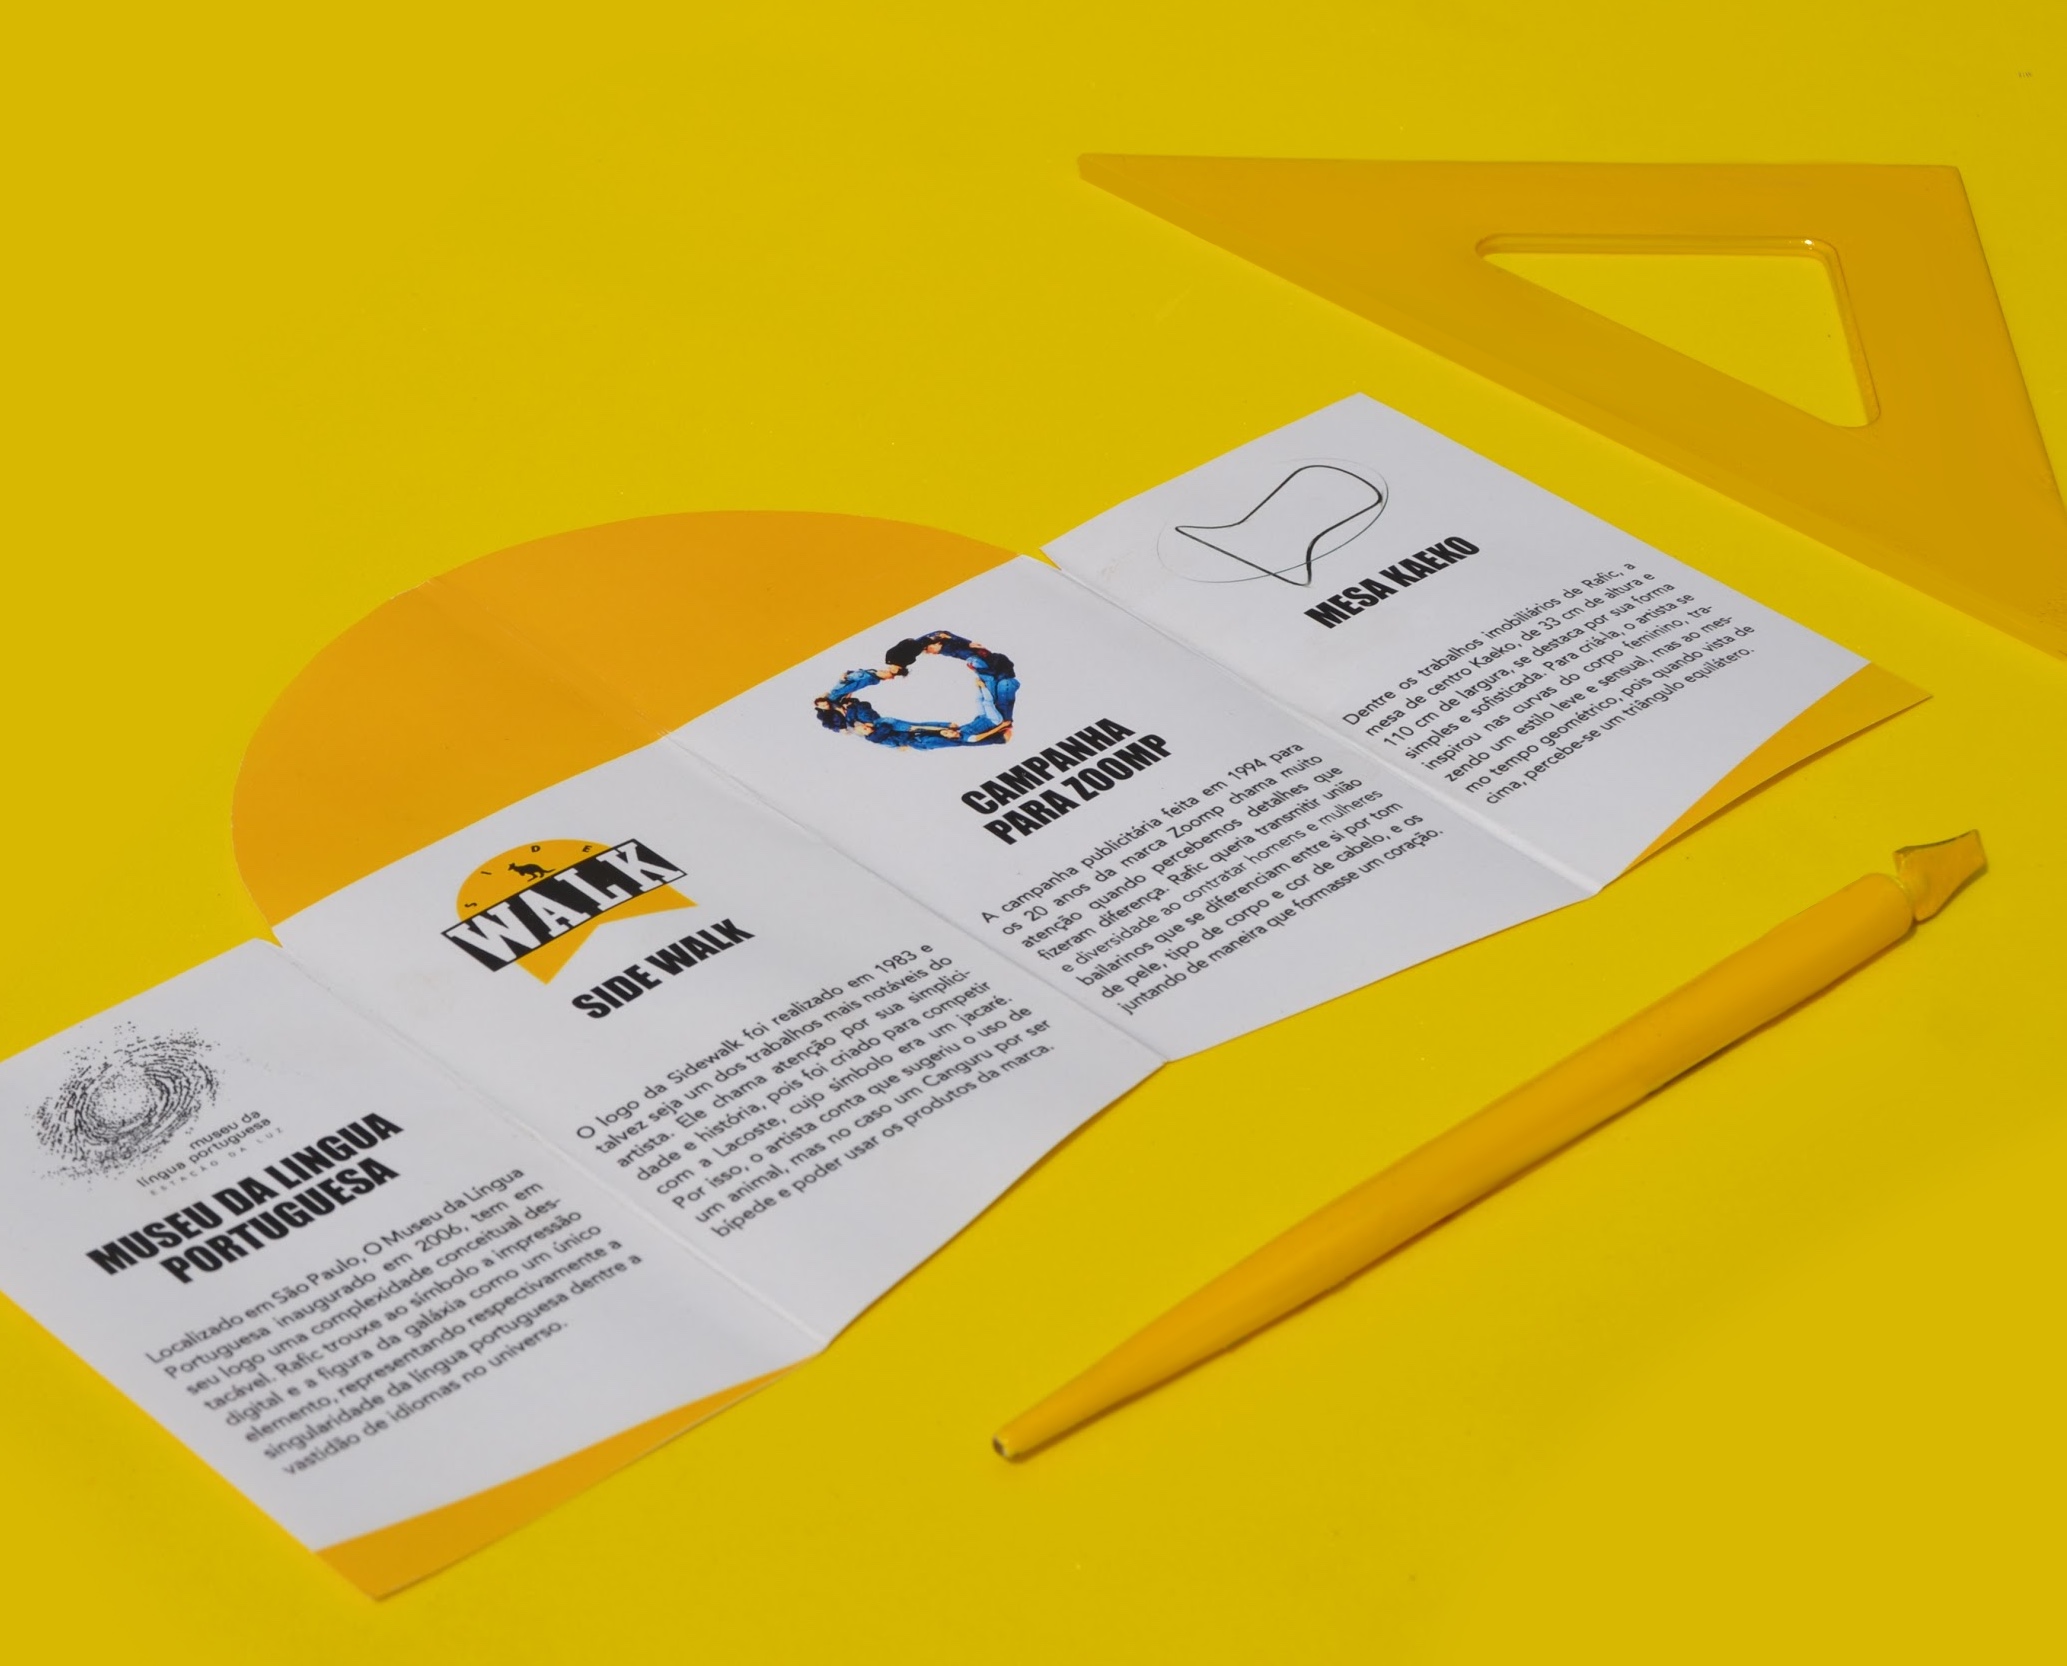 museu da
língua portuguesa
ESTAÇÃO DA LUZ
MUSEU DA LINGUA
PORTUGUESA
Localizado em São Paulo, O Museu da Língua
Portuguesa inaugurado em 2006, tem em
seu logo uma complexidade conceitual des-
tacável. Rafic trouxe ao símbolo a impressão
digital e a figura da galáxia como um único
elemento, representando respectivamente a
singularidade da língua portuguesa dentre a
vastidão de idiomas no universo.
SIDE
WALK
SIDE WALK
O logo da Sidewalk foi realizado em 1983 e
talvez seja um dos trabalhos mais notáveis do
artista. Ele chama atenção por sua simplici-
dade e história, pois foi criado para competir
com a Lacoste, cujo símbolo era um jacaré.
Por isso, o artista conta que sugeriu o uso de
um animal, mas no caso um Canguru por ser
bípede e poder usar os produtos da marca.
CAMPANHA
PARA ZOOMP
A campanha publicitária feita em 1994 para
os 20 anos da marca Zoomp chama muito
atenção quando percebemos detalhes que
fizeram diferença. Rafic queria transmitir união
e diversidade ao contratar homens e mulheres
bailarinos que se diferenciam entre si por tom
de pele, tipo de corpo e cor de cabelo, e os
juntando de maneira que formasse um coração.
MESA KAEKO
Dentre os trabalhos imobiliários de Rafic, a
mesa de centro Kaeko, de 33 cm de altura e
110 cm de largura, se destaca por sua forma
simples e sofisticada. Para criá-la, o artista se
inspirou nas curvas do corpo feminino, tra-
zendo um estilo leve e sensual, mas ao mes-
mo tempo geométrico, pois quando vista de
cima, percebe-se um triângulo equilátero.